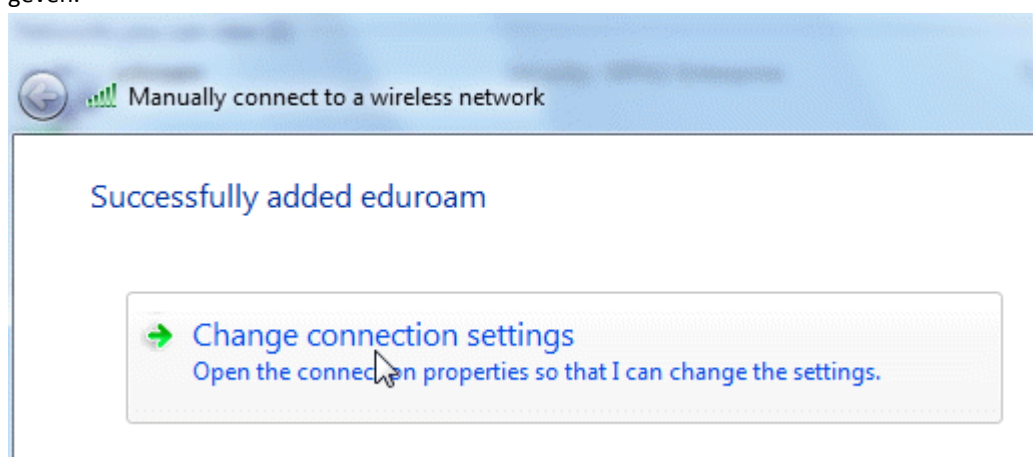 geven.
Manually connect to a wireless network
Successfully added eduroam
Change connection settings
Open the connection properties so that I can change the settings.